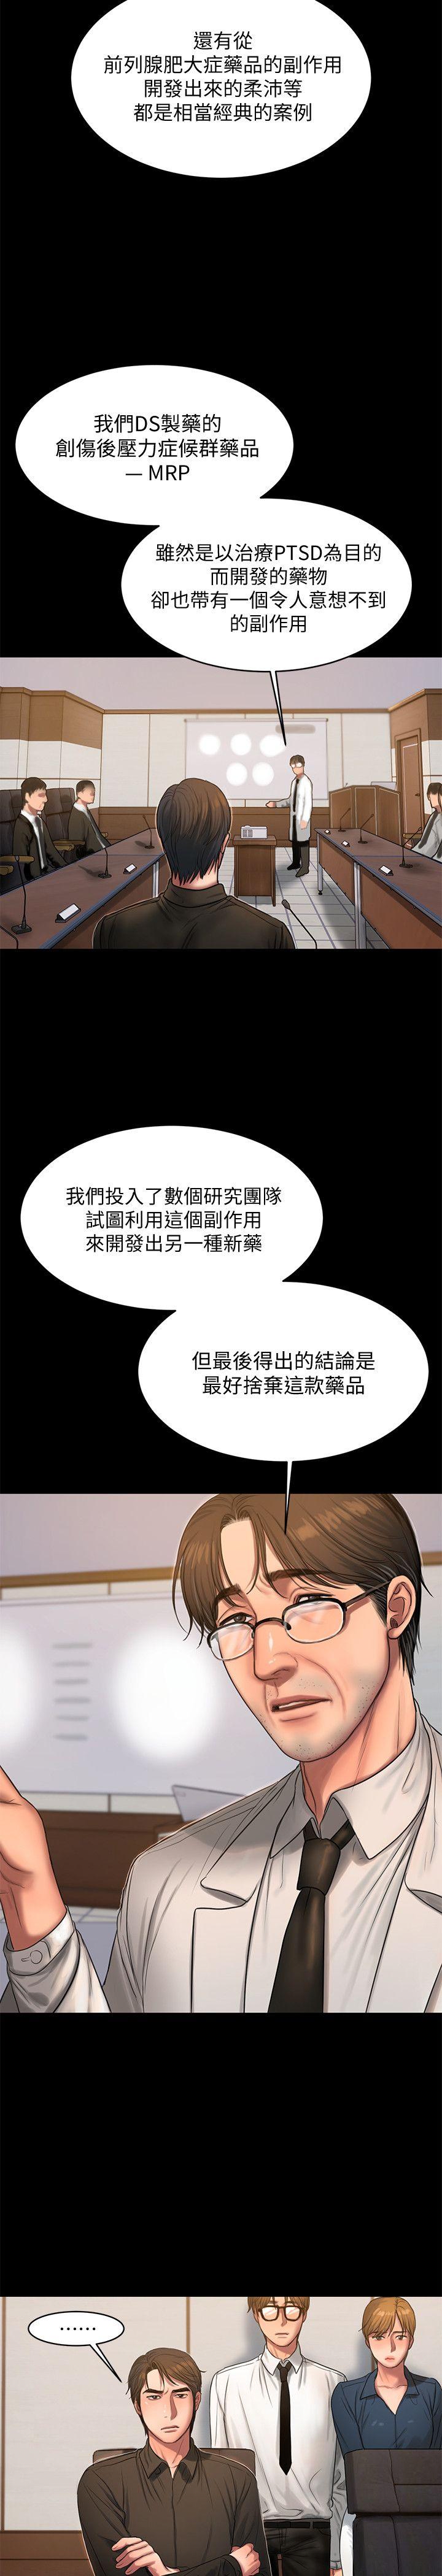 還有從
前列腺肥大症藥品的副作用
開發出來的柔沛等
都是相當經典的案例
我們DS製藥的
創傷後壓力症候群藥品
— MRP
雖然是以治療PTSD為目的
而開發的藥物
卻也帶有一個令人意想不到
的副作用
我們投入了數個研究團隊
試圖利用這個副作用
來開發出另一種新藥
但最後得出的結論是
最好捨棄這款藥品
⋯⋯